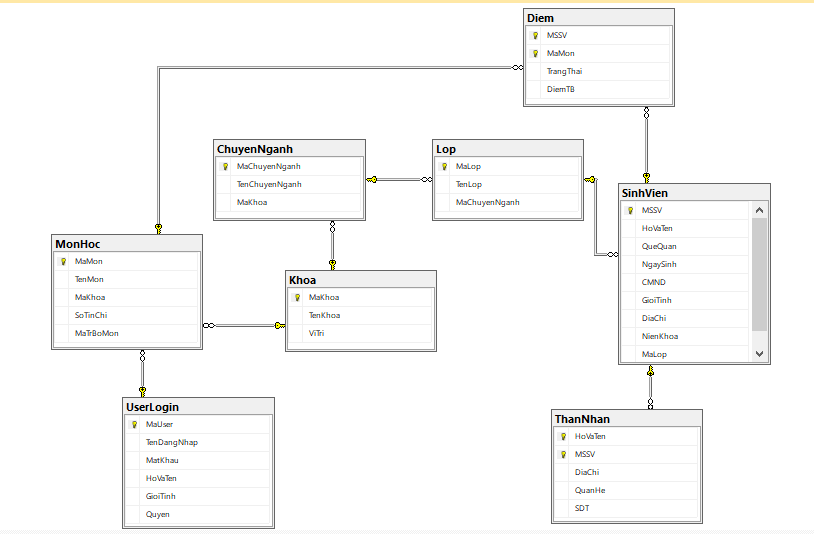 Diem
MSSV
MaMon
TrangThai
DiemTB
ChuyenNganh
MaChuyenNganh
TenChuyenNganh
MaKhoa
Lop
MaLop
TenLop
MaChuyenNganh
SinhVien
MSSV
HoVaTen
QueQuan
NgaySinh
CMND
GioiTinh
DiaChi
NienKhoa
MaLop
MonHoc
MaMon
TenMon
MaKhoa
SoTinChi
MaTrBoMon
Khoa
MaKhoa
TenKhoa
ViTri
UserLogin
MaUser
TenDangNhap
MatKhau
HoVaTen
GioiTinh
Quyen
ThanNhan
HoVaTen
MSSV
DiaChi
QuanHe
SDT